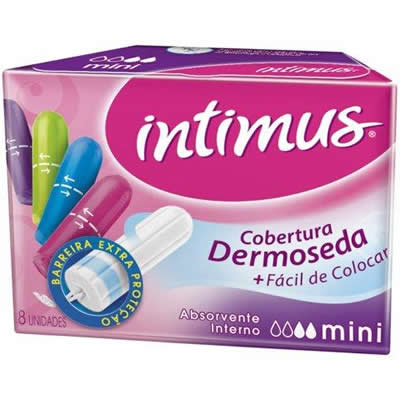 mini
intimus®
Cobertura
Dermoseda
+Fácil de Colocar
BARREIRA EXTRA PROTEÇÃO
8 UNIDADES
Absorvente
Interno
mini